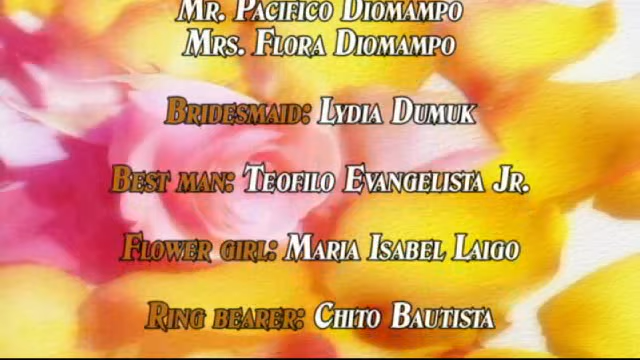 Mr. Pacifico Diomampo
Mrs. Flora Diomampo
Bridesmaid: Lydia Dumuk
Best man: Teofilo Evangelista Jr.
Flower girl: Maria Isabel Laigo
Ring bearer: Chito Bautista